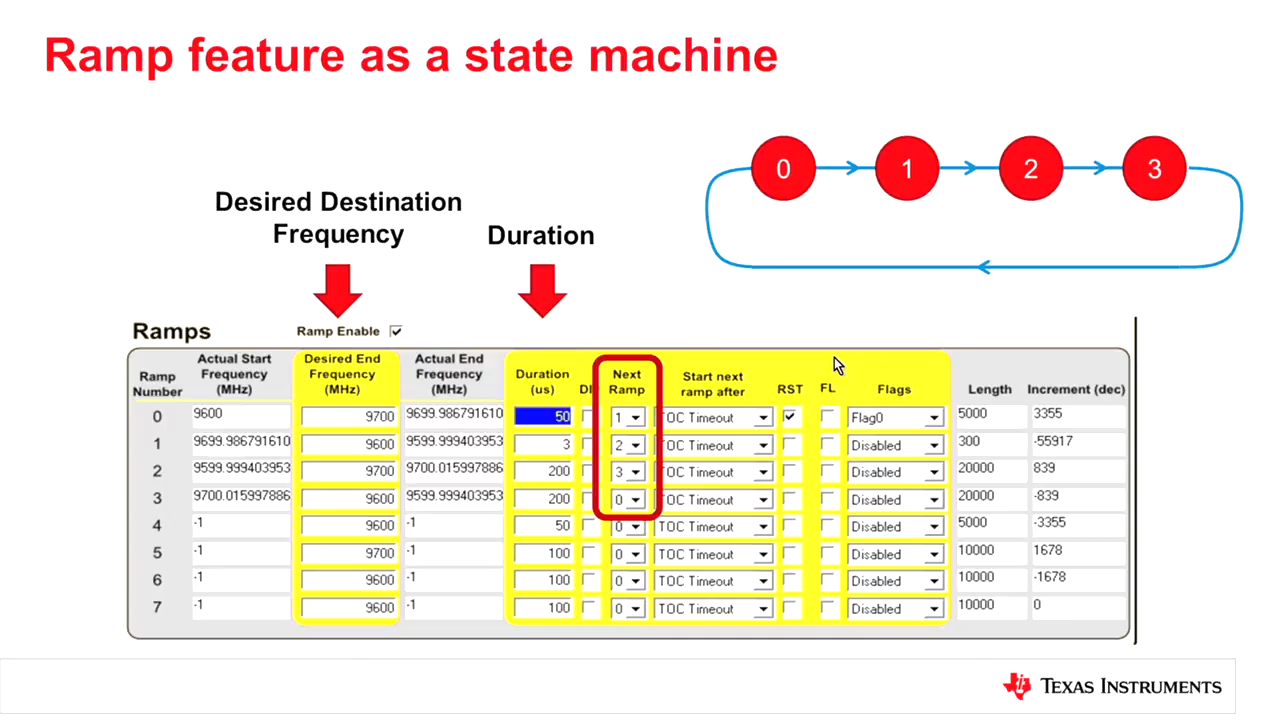 Ramp feature as a state machine
0 1 2 3
Desired Destination
Frequency
Duration
Ramps
Ramp Enable
Ramp
Number
Actual Start
Frequency
(MHz)
Desired End
Frequency
(MHz)
Actual End
Frequency
(MHz)
Duration
(us)
Next
Ramp
Start next
ramp after
RST
FL
Flags
Length
Increment (dec)
0 9600 9700 9699.986791610 50 1 TOC Timeout Flag0 5000 3355
1 9699.986791610 9600 9599.999403953 3 2 TOC Timeout Disabled 300 -55917
2 9599.999403953 9700 9700.015997886 200 3 TOC Timeout Disabled 20000 839
3 9700.015997886 9600 9599.999403953 200 0 TOC Timeout Disabled 20000 -839
4 -1 9600 -1 50 0 TOC Timeout Disabled 5000 -3355
5 -1 9700 -1 100 0 TOC Timeout Disabled 10000 1678
6 -1 9600 -1 100 0 TOC Timeout Disabled 10000 -1678
7 -1 9600 -1 100 0 TOC Timeout Disabled 10000 0
TEXAS INSTRUMENTS